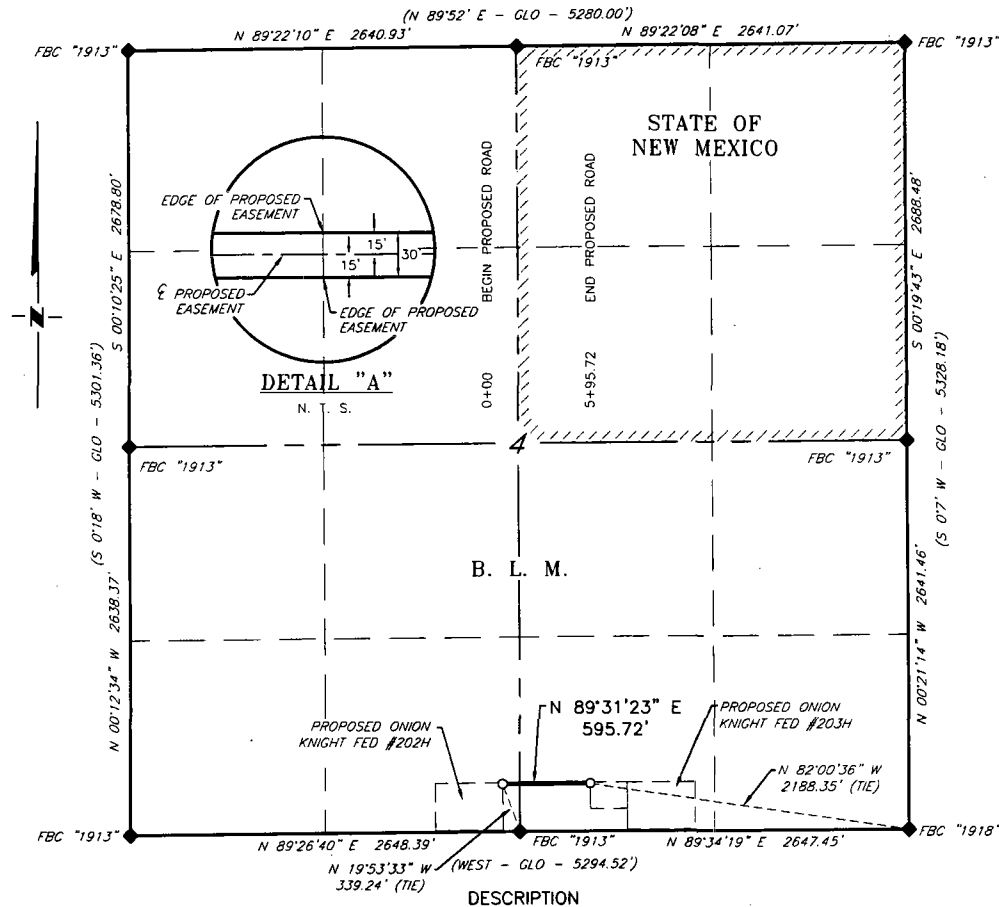 (N 89°52' E - GLO - 5280.00')
N 89°22'10" E 2640.93'
N 89°22'08" E 2641.07'
FBC "1913"
FBC "1913"
FBC "1913"
STATE OF
NEW MEXICO
S 00°10'25" E 2678.80'
EDGE OF PROPOSED
EASEMENT
15'
30'
15'
℄ PROPOSED
EASEMENT
EDGE OF PROPOSED
EASEMENT
DETAIL "A"
N. T. S.
BEGIN PROPOSED ROAD
0+00
END PROPOSED ROAD
5+95.72
S 00°19'43" E 2688.48'
N
(S 0°18' W - GLO - 5301.36')
(S 0°7' W - GLO - 5328.18')
FBC "1913"
4
FBC "1913"
B. L. M.
N 00°12'34" W 2638.37'
N 00°21'14" W 2641.46'
PROPOSED ONION
KNIGHT FED #202H
N 89°31'23" E
595.72'
PROPOSED ONION
KNIGHT FED #203H
N 82°00'36" W
2188.35' (TIE)
FBC "1913"
N 89°26'40" E 2648.39'
FBC "1913"
N 89°34'19" E 2647.45'
FBC "1918"
N 19°53'33" W
339.24' (TIE)
(WEST - GLO - 5294.52')
DESCRIPTION